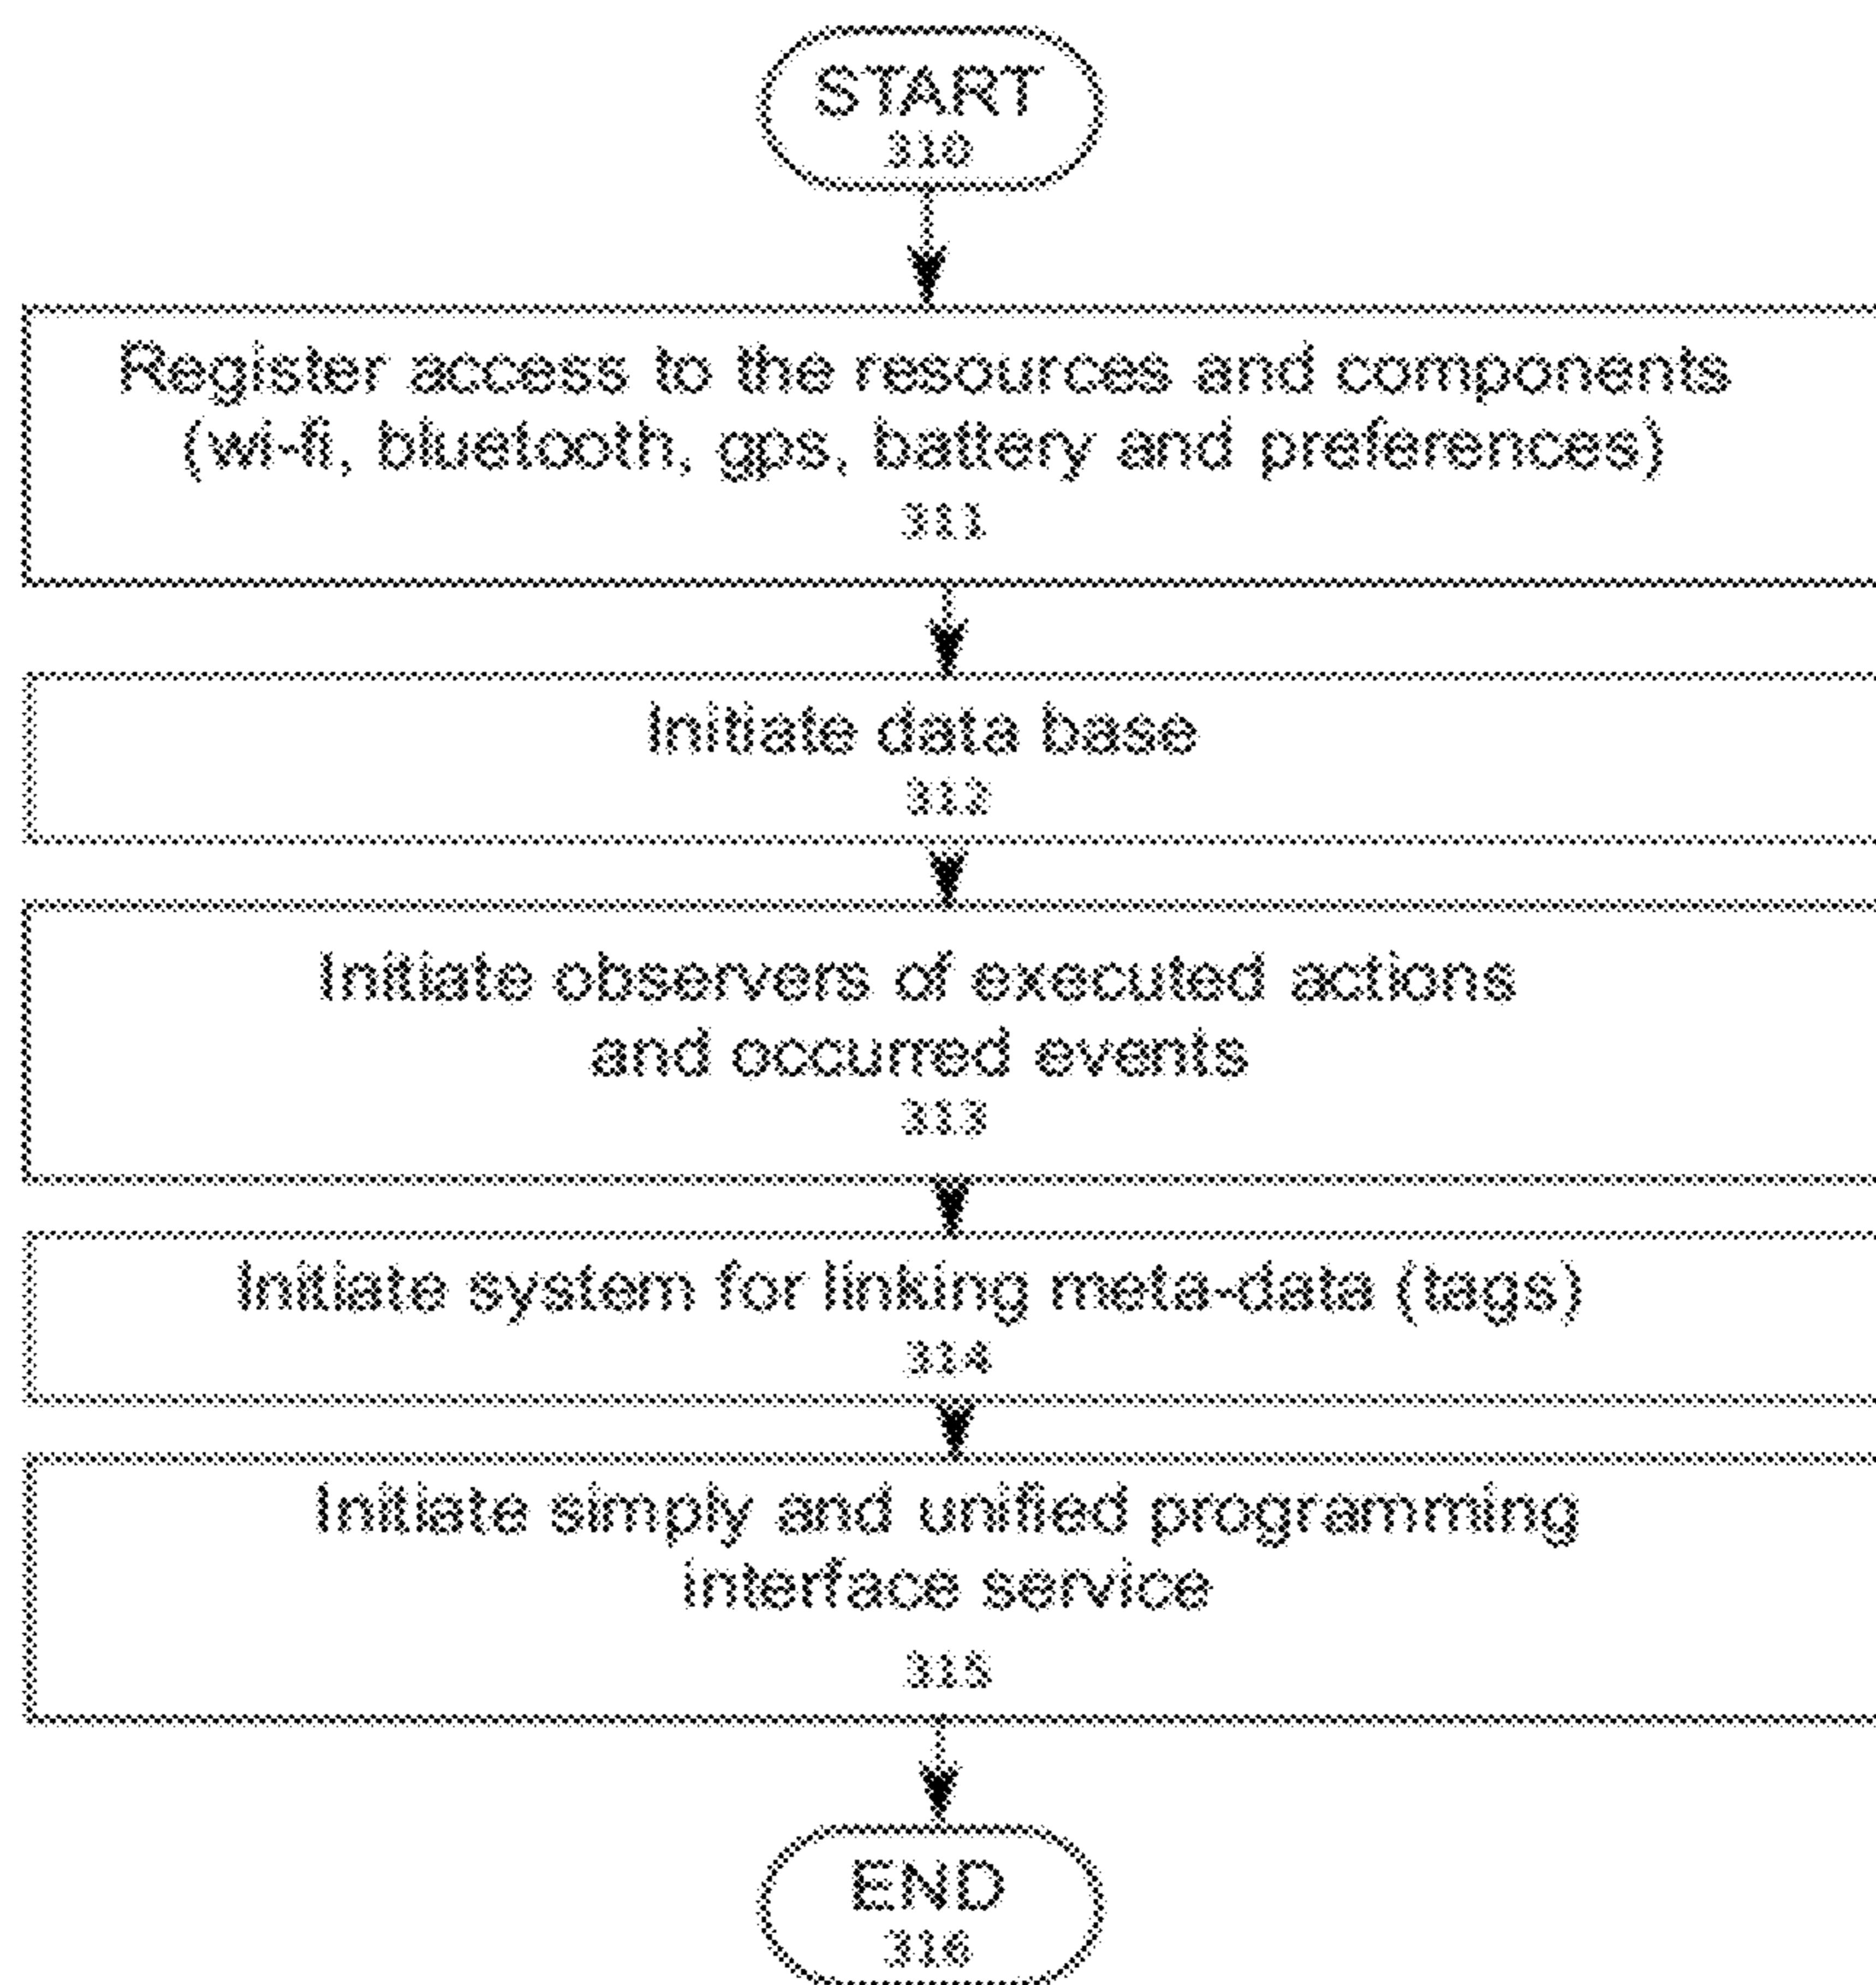 START
310
Register access to the resources and components
(wi-fi, bluetooth, gps, battery and preferences)
311
Initiate data base
312
Initiate observers of executed actions
and occurred events
313
Initiate system for linking meta-data (tags)
314
Initiate simply and unified programming
interface service
315
END
316